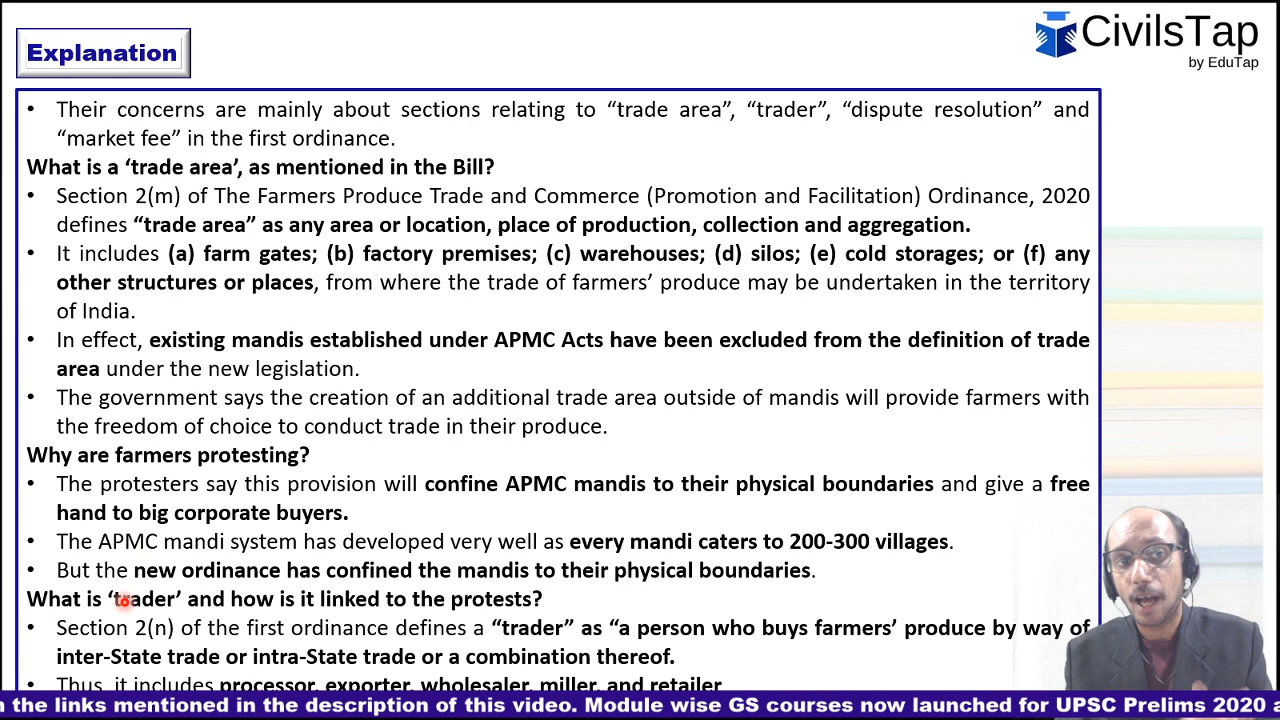 Explanation
CivilsTap
by EduTap
• Their concerns are mainly about sections relating to “trade area”, “trader”, “dispute resolution” and
“market fee” in the first ordinance.
What is a ‘trade area’, as mentioned in the Bill?
• Section 2(m) of The Farmers Produce Trade and Commerce (Promotion and Facilitation) Ordinance, 2020
defines “trade area” as any area or location, place of production, collection and aggregation.
• It includes (a) farm gates; (b) factory premises; (c) warehouses; (d) silos; (e) cold storages; or (f) any
other structures or places, from where the trade of farmers’ produce may be undertaken in the territory
of India.
• In effect, existing mandis established under APMC Acts have been excluded from the definition of trade
area under the new legislation.
• The government says the creation of an additional trade area outside of mandis will provide farmers with
the freedom of choice to conduct trade in their produce.
Why are farmers protesting?
• The protesters say this provision will confine APMC mandis to their physical boundaries and give a free
hand to big corporate buyers.
• The APMC mandi system has developed very well as every mandi caters to 200-300 villages.
• But the new ordinance has confined the mandis to their physical boundaries.
What is ‘trader’ and how is it linked to the protests?
• Section 2(n) of the first ordinance defines a “trader” as “a person who buys farmers’ produce by way of
inter-State trade or intra-State trade or a combination thereof.
• Thus, it includes processor, exporter, wholesaler, miller, and retailer
n the links mentioned in the description of this video. Module wise GS courses now launched for UPSC Prelims 2020 a